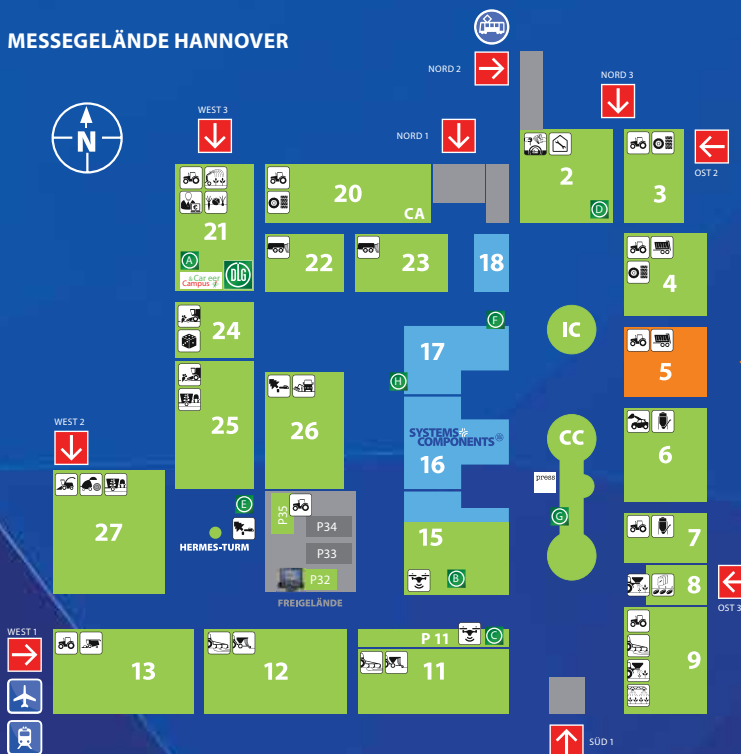 MESSEGELÄNDE HANNOVER
N
NORD 2
NORD 3
WEST 3
NORD 1
OST 2
2
D
3
20
CA
21
A
& Career
Campus
DLG
22
23
18
4
F
IC
24
17
5
H
25
26
CC
SYSTEMS
COMPONENTS®
16
6
press
WEST 2
27
E
HERMES-TURM
P35
P34
P33
P32
FREIGELÄNDE
15
B
G
7
8
OST 3
WEST 1
13
12
P 11
C
11
9
SÜD 1